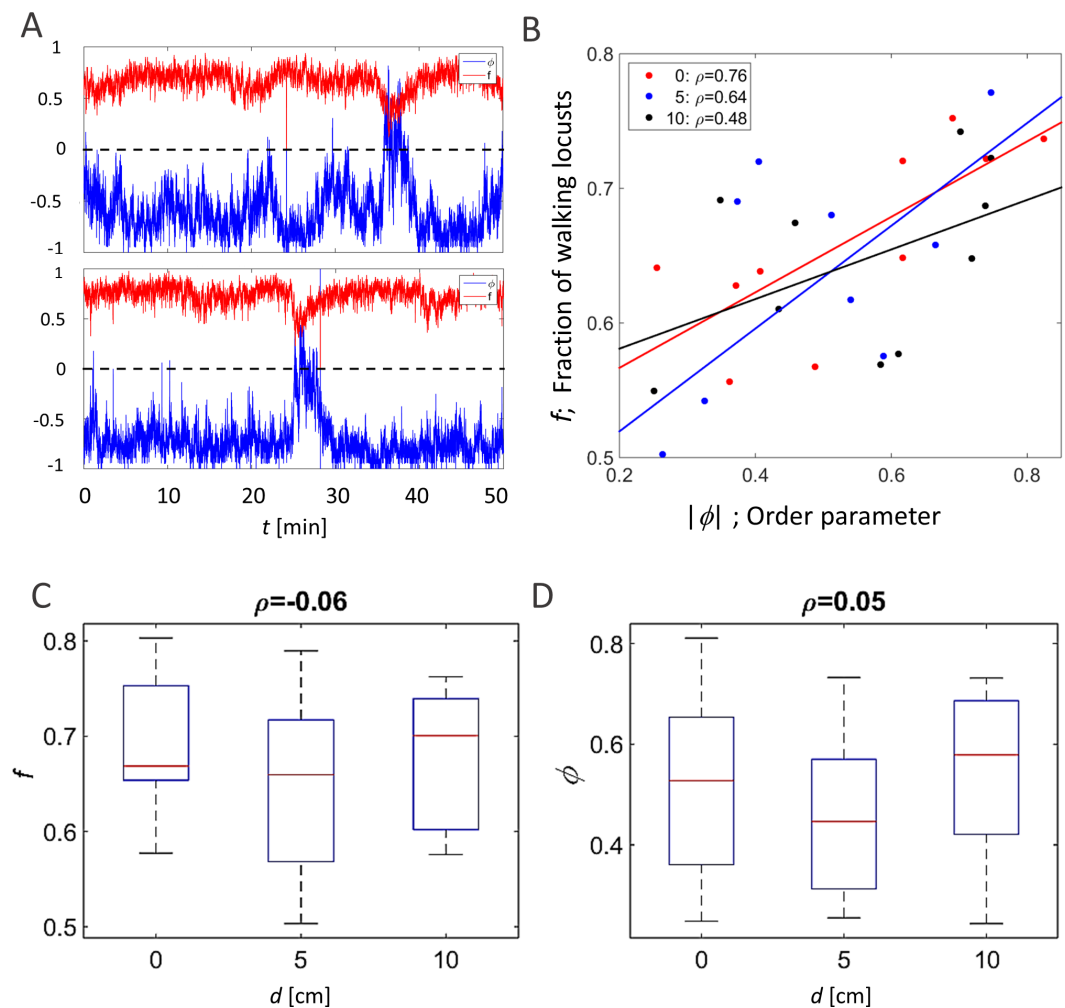 A
1
0.5
0
-0.5
-1
ϕ
f
1
0.5
0
-0.5
-1
ϕ
f
0 10 20 30 40 50
t [min]
B
0.8
0.7
0.6
0.5
0: ρ=0.76
5: ρ=0.64
10: ρ=0.48
f; Fraction of walking locusts
0.2 0.4 0.6 0.8
|ϕ| ; Order parameter
C
ρ=-0.06
0.8
0.7
0.6
0.5
f
0 5 10
d [cm]
D
ρ=0.05
0.8
0.6
0.4
ϕ
0 5 10
d [cm]